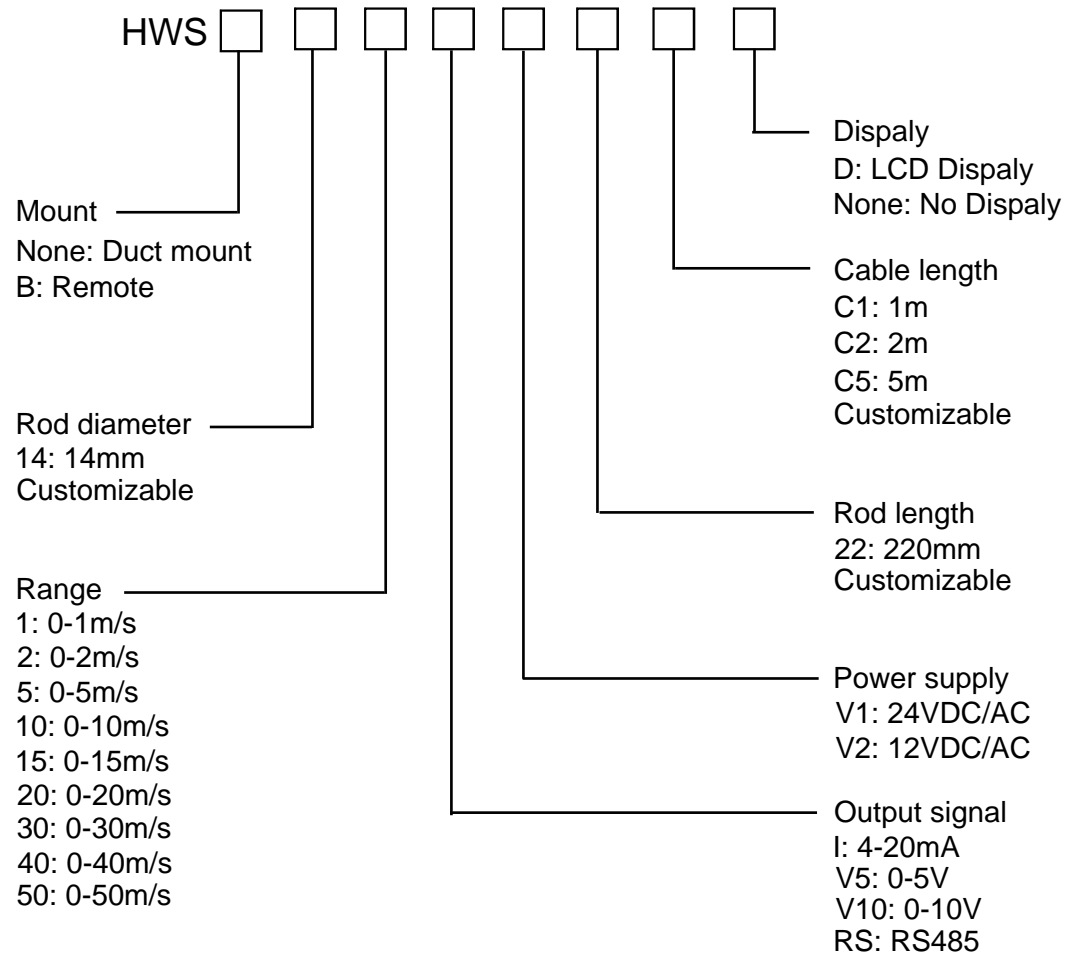 HWS
Mount
None: Duct mount
B: Remote
Rod diameter
14: 14mm
Customizable
Range
1: 0-1m/s
2: 0-2m/s
5: 0-5m/s
10: 0-10m/s
15: 0-15m/s
20: 0-20m/s
30: 0-30m/s
40: 0-40m/s
50: 0-50m/s
Dispaly
D: LCD Dispaly
None: No Dispaly
Cable length
C1: 1m
C2: 2m
C5: 5m
Customizable
Rod length
22: 220mm
Customizable
Power supply
V1: 24VDC/AC
V2: 12VDC/AC
Output signal
I: 4-20mA
V5: 0-5V
V10: 0-10V
RS: RS485